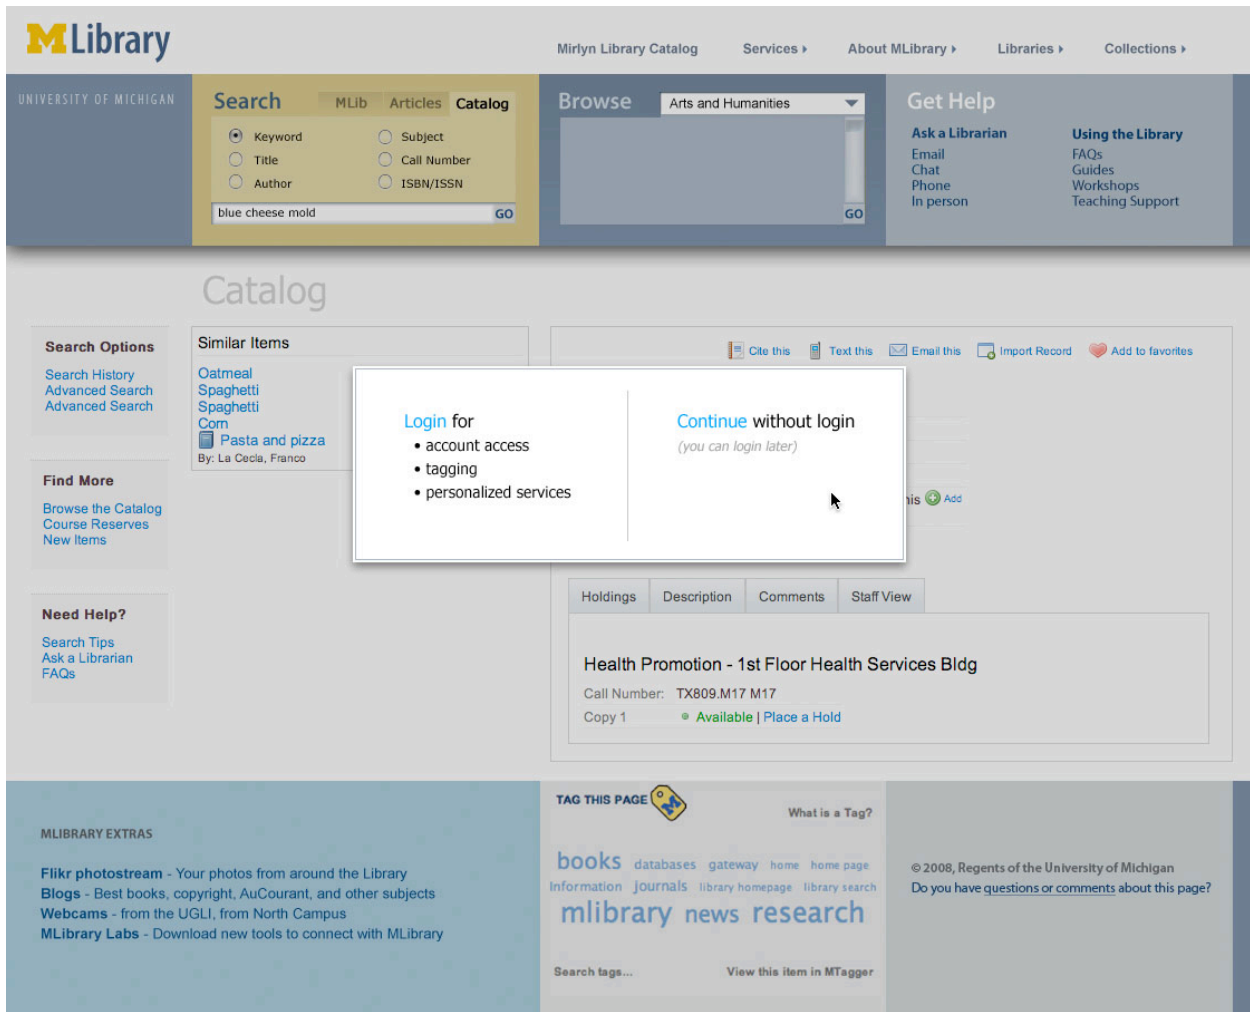 MLibrary
Mirlyn Library Catalog
Services
About MLibrary
Libraries
Collections
UNIVERSITY OF MICHIGAN
Search
MLib
Articles
Catalog
Keyword
Subject
Title
Call Number
Author
ISBN/ISSN
blue cheese mold
GO
Browse
Arts and Humanities
GO
Get Help
Ask a Librarian
Email
Chat
Phone
In person
Using the Library
FAQs
Guides
Workshops
Teaching Support
Catalog
Search Options
Search History
Advanced Search
Advanced Search
Find More
Browse the Catalog
Course Reserves
New Items
Need Help?
Search Tips
Ask a Librarian
FAQs
Similar Items
Oatmeal
Spaghetti
Spaghetti
Corn
Pasta and pizza
By: La Cecla, Franco
Cite this
Text this
Email this
Import Record
Add to favorites
Login for
• account access
• tagging
• personalized services
Continue without login
(you can login later)
Add
Holdings
Description
Comments
Staff View
Health Promotion - 1st Floor Health Services Bldg
Call Number: TX809.M17 M17
Copy 1
Available | Place a Hold
MLIBRARY EXTRAS
Flikr photostream - Your photos from around the Library
Blogs - Best books, copyright, AuCourant, and other subjects
Webcams - from the UGLI, from North Campus
MLibrary Labs - Download new tools to connect with MLibrary
TAG THIS PAGE
M
What is a Tag?
books databases gateway home home page
Information journals library homepage library search
mlibrary news research
Search tags...
View this item in MTagger
© 2008, Regents of the University of Michigan
Do you have questions or comments about this page?